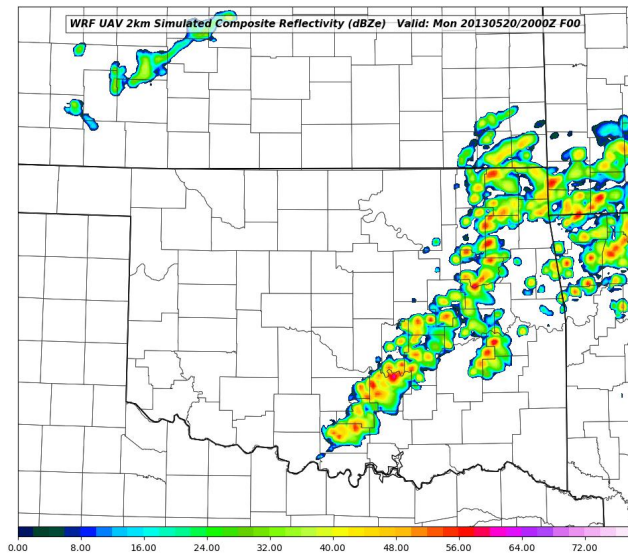 WRF UAV 2km Simulated Composite Reflectivity (dBZe)   Valid: Mon 20130520/2000Z F00
0.00 8.00 16.00 24.00 32.00 40.00 48.00 56.00 64.00 72.00